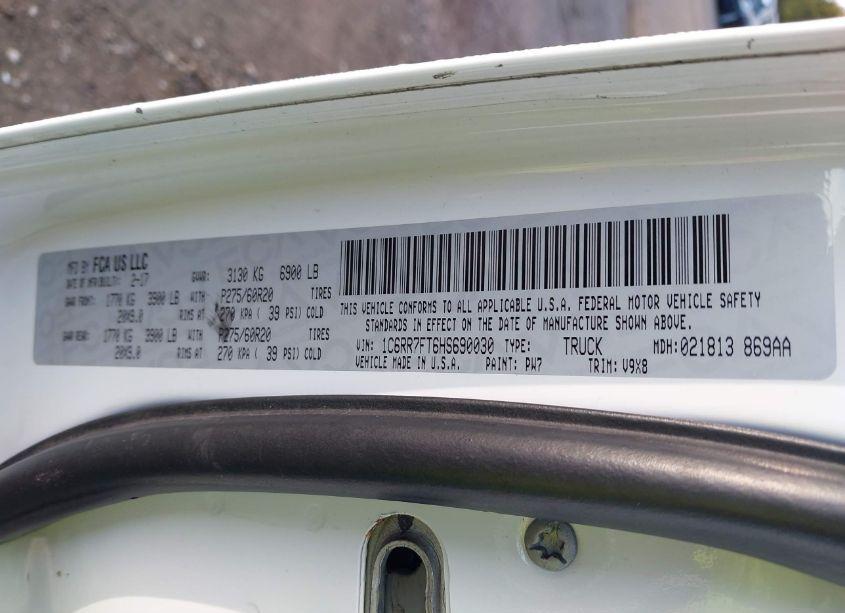 MFD BY FCA US LLC
DATE OF MFR(BUILT): 2-17 GVWR: 3130 KG 6900 LB
GAWR FRONT: 1770 KG 3900 LB WITH P275/60R20 TIRES
20X9.0 RIMS AT 270 KPA ( 39 PSI) COLD
GAWR REAR: 1770 KG 3900 LB WITH P275/60R20 TIRES
20X9.0 RIMS AT 270 KPA ( 39 PSI) COLD
THIS VEHICLE CONFORMS TO ALL APPLICABLE U.S.A. FEDERAL MOTOR VEHICLE SAFETY
STANDARDS IN EFFECT ON THE DATE OF MANUFACTURE SHOWN ABOVE.
VIN: 1C6RR7FT6HS690030 TYPE: TRUCK MDH:021813 869AA
VEHICLE MADE IN U.S.A. PAINT: PW7 TRIM: V9X8